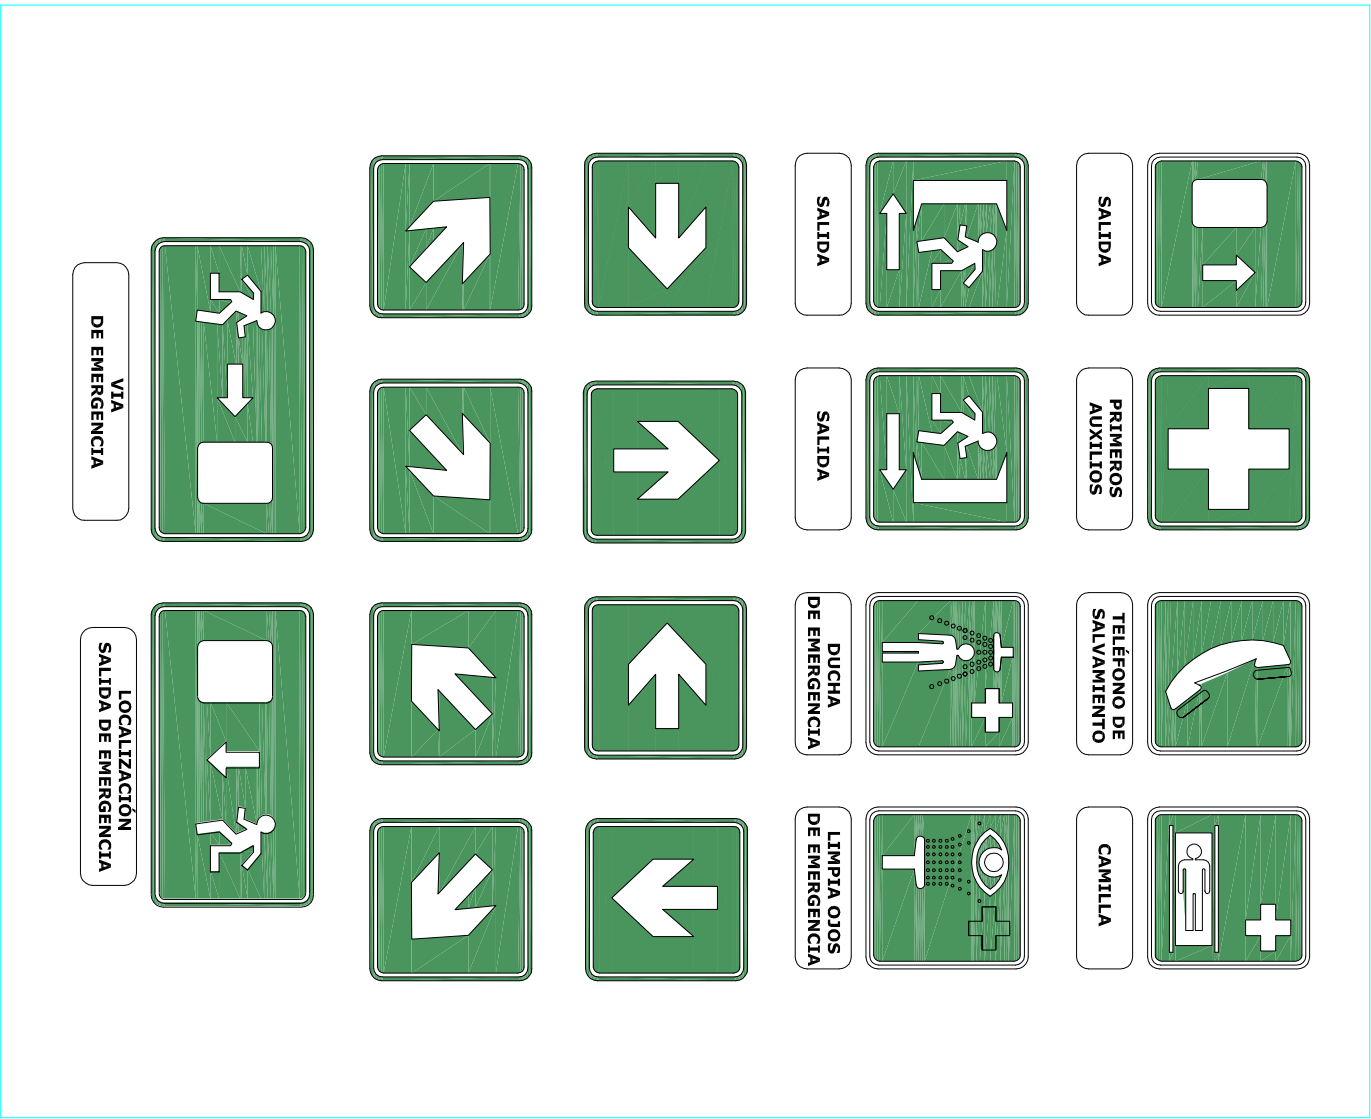 SALIDA
PRIMEROS
AUXILIOS
TELÉFONO DE
SALVAMIENTO
CAMILLA
SALIDA
SALIDA
DUCHA
DE EMERGENCIA
LIMPIA OJOS
DE EMERGENCIA
VIA
DE EMERGENCIA
LOCALIZACIÓN
SALIDA DE EMERGENCIA